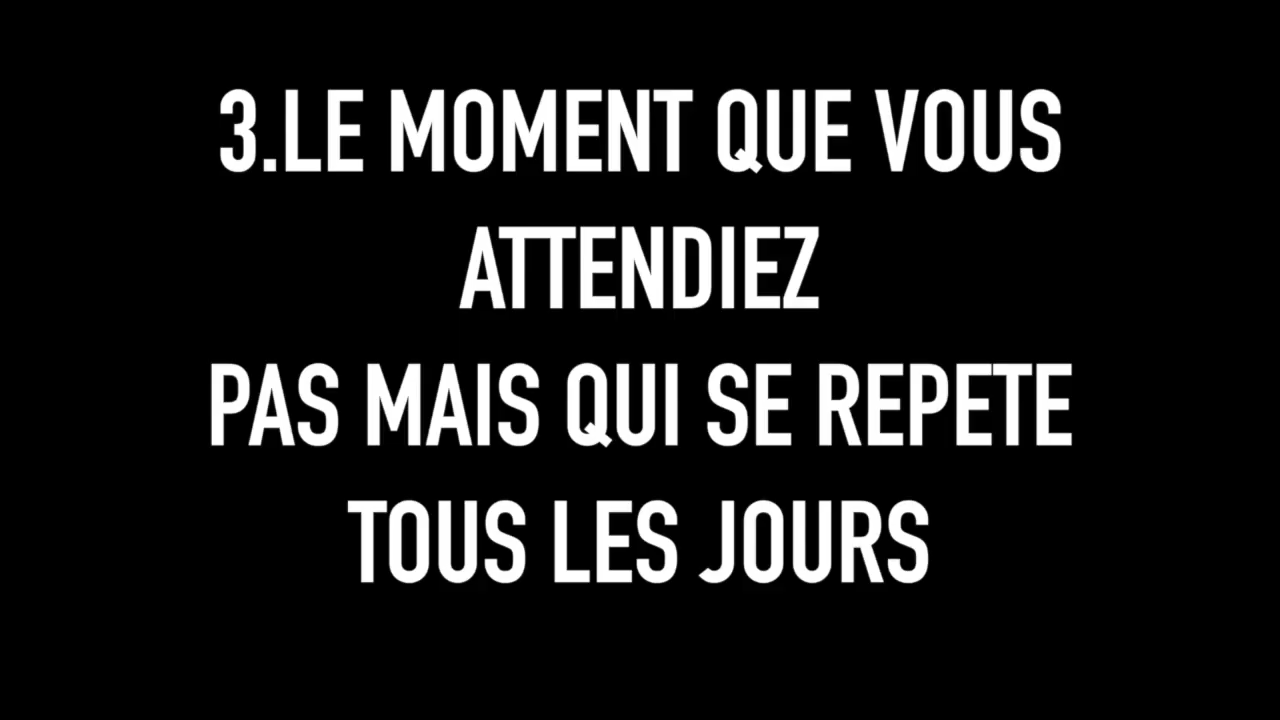 3.LE MOMENT QUE VOUS
ATTENDIEZ
PAS MAIS QUI SE REPETE
TOUS LES JOURS